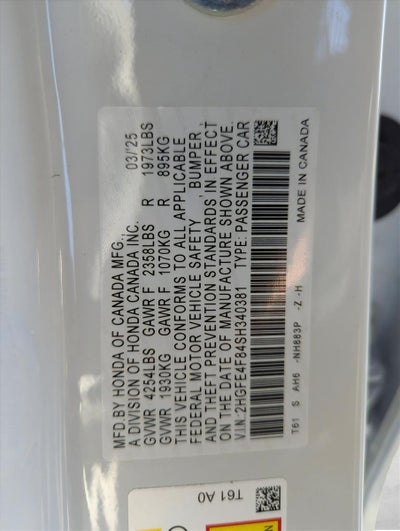 MFD.BY HONDA OF CANADA MFG., 03/'25
A DIVISION OF HONDA CANADA INC.
GVWR 4254LBS GAWR F 2358LBS R 1973LBS
GVWR 1930KG GAWR F 1070KG R 895KG
THIS VEHICLE CONFORMS TO ALL APPLICABLE
FEDERAL MOTOR VEHICLE SAFETY , BUMPER ,
AND THEFT PREVENTION STANDARDS IN EFFECT
ON THE DATE OF MANUFACTURE SHOWN ABOVE.
V.I.N: 2HGFE4F84SH340381 TYPE: PASSENGER CAR
T61 S AH6 -NH883P -Z -H MADE IN CANADA
T61 A0